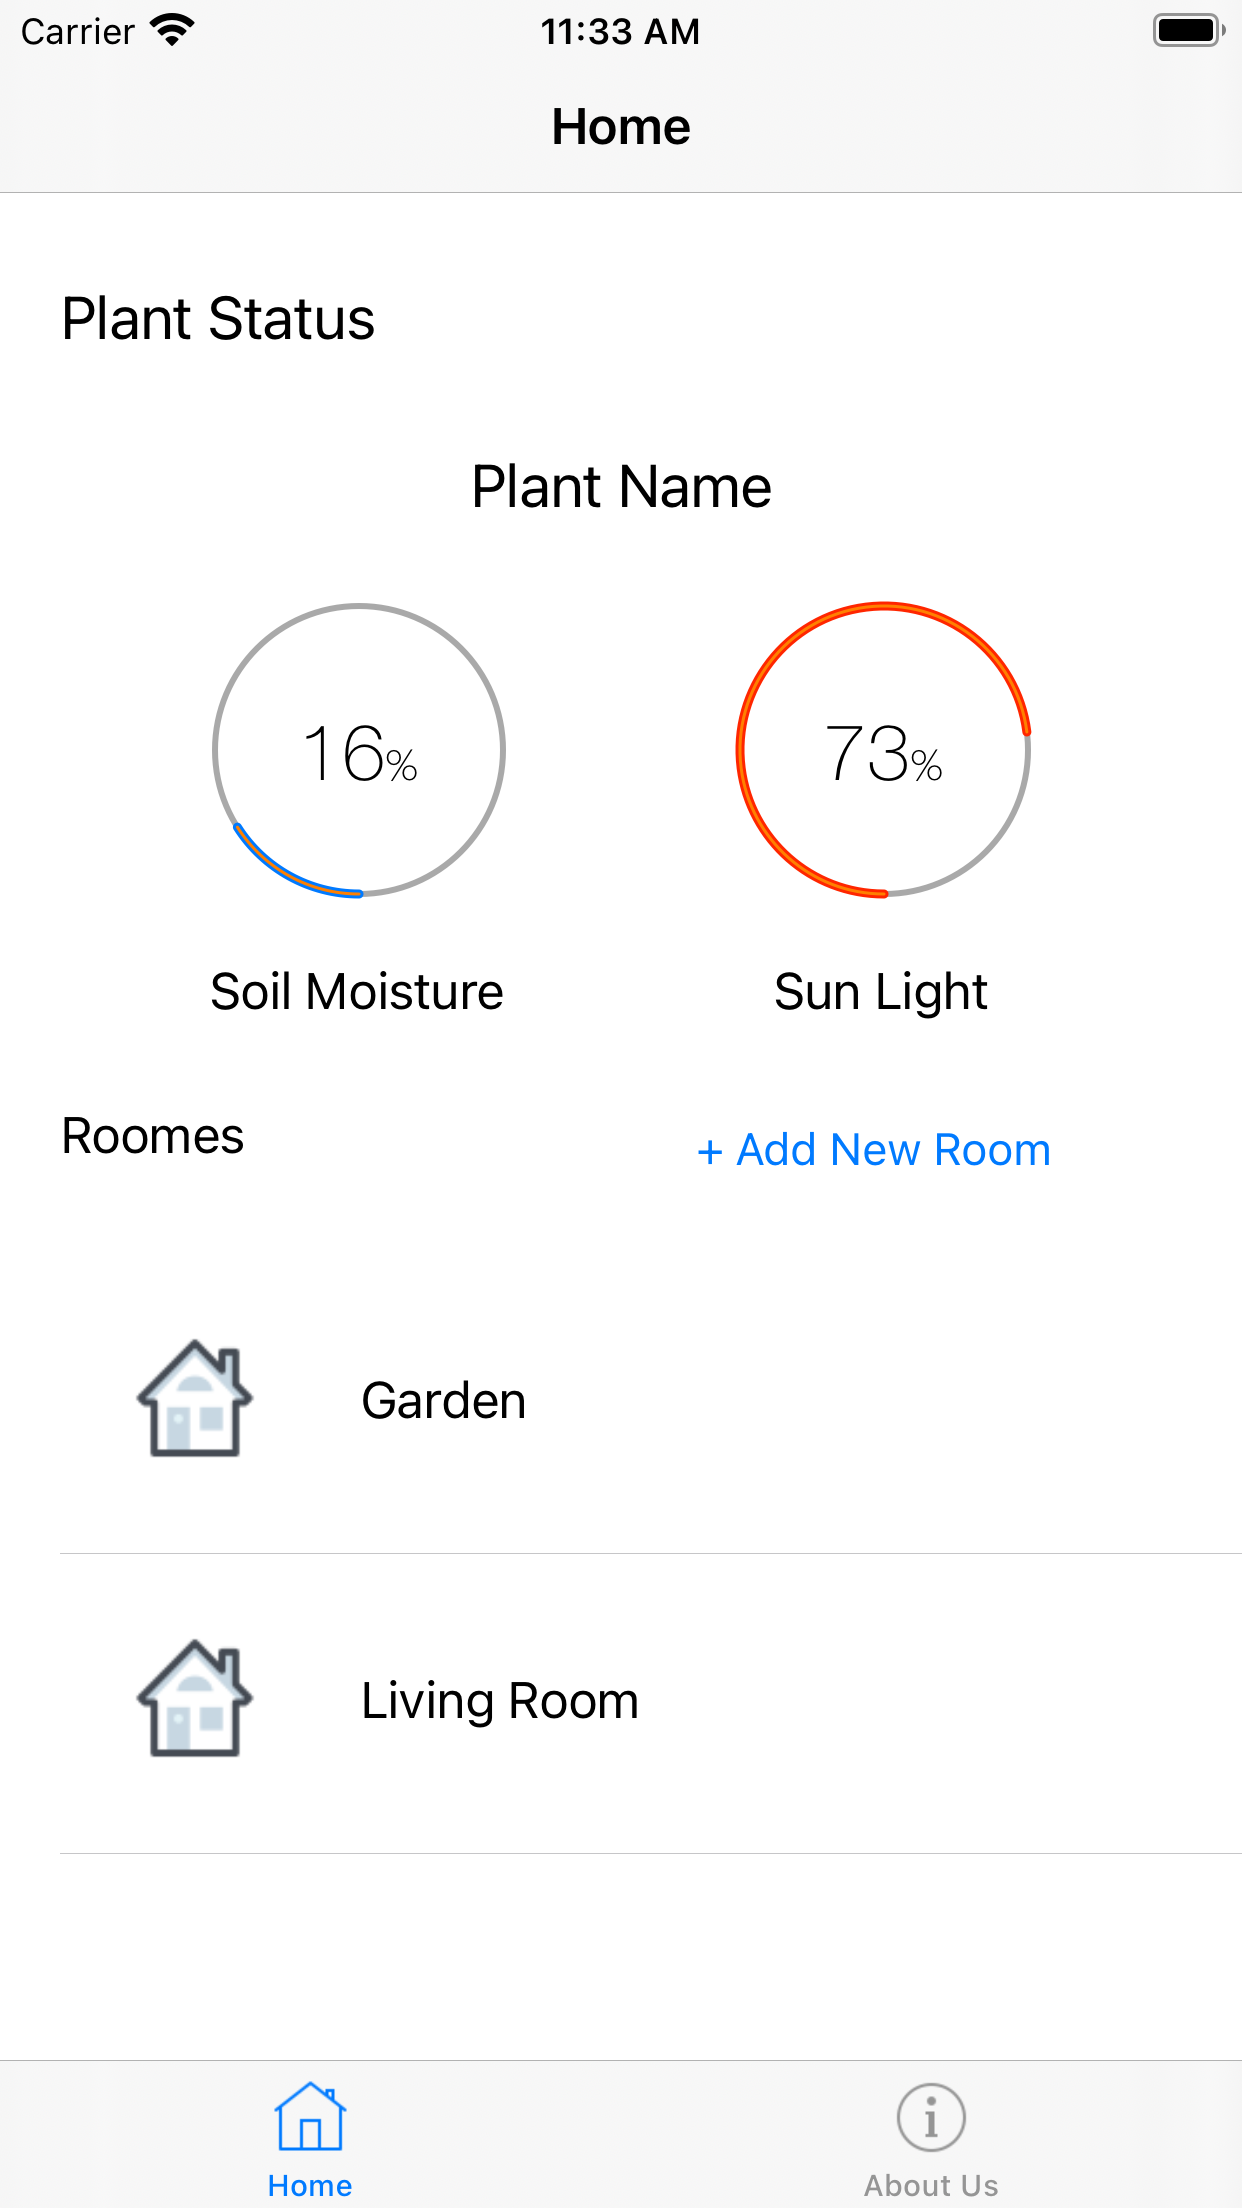 Carrier 11:33 AM
Home
Plant Status
Plant Name
16% 73%
Soil Moisture Sun Light
Roomes + Add New Room
Garden
Living Room
Home About Us